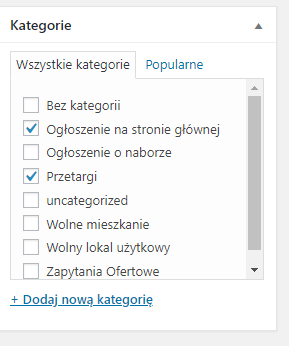 Kategorie
Wszystkie kategorie Popularne
Bez kategorii
Ogłoszenie na stronie głównej
Ogłoszenie o naborze
Przetargi
uncategorized
Wolne mieszkanie
Wolny lokal użytkowy
Zapytania Ofertowe
+ Dodaj nową kategorię